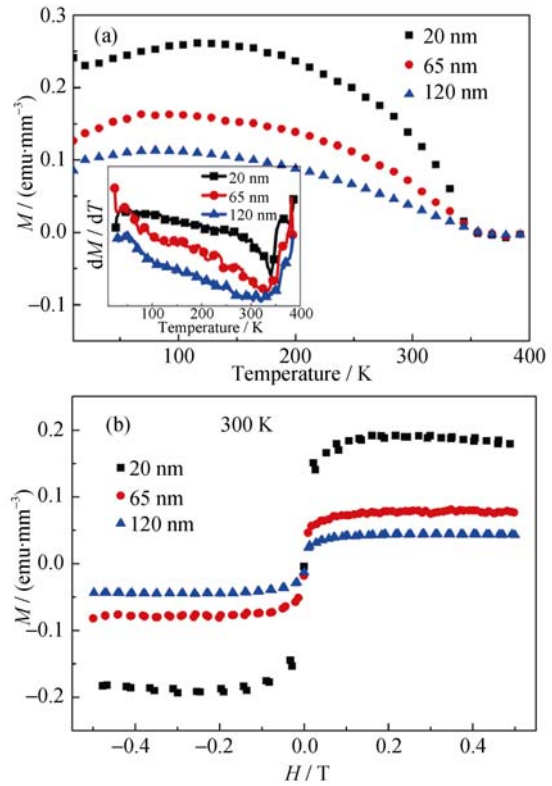 (a)
20 nm
65 nm
120 nm
0.3
0.2
0.1
0.0
−0.1
M / (emu·mm⁻³)
20 nm
65 nm
120 nm
dM / dT
100 200 300 400
Temperature / K
100 200 300 400
Temperature / K
(b) 300 K
20 nm
65 nm
120 nm
0.2
0.1
0.0
−0.1
−0.2
M / (emu·mm⁻³)
−0.4 −0.2 0.0 0.2 0.4
H / T